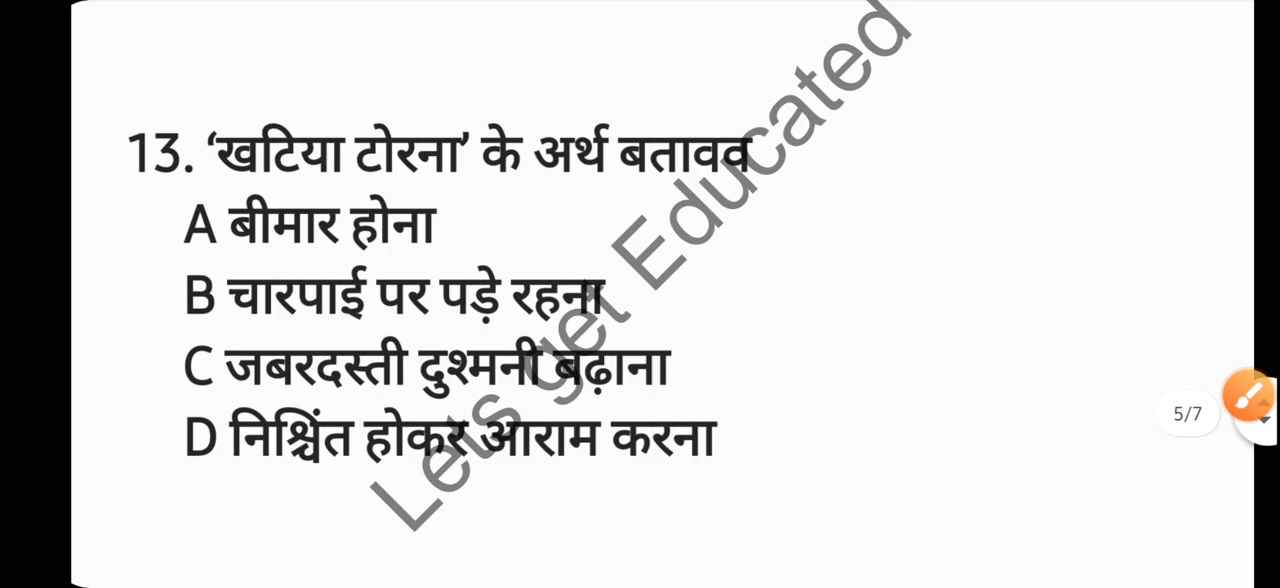 13. ‘खटिया टोरना’ के अर्थ बतावव
A बीमार होना
B चारपाई पर पड़े रहना
C जबरदस्ती दुश्मनी बढ़ाना
D निश्चिंत होकर आराम करना
Lets get Educated
5/7